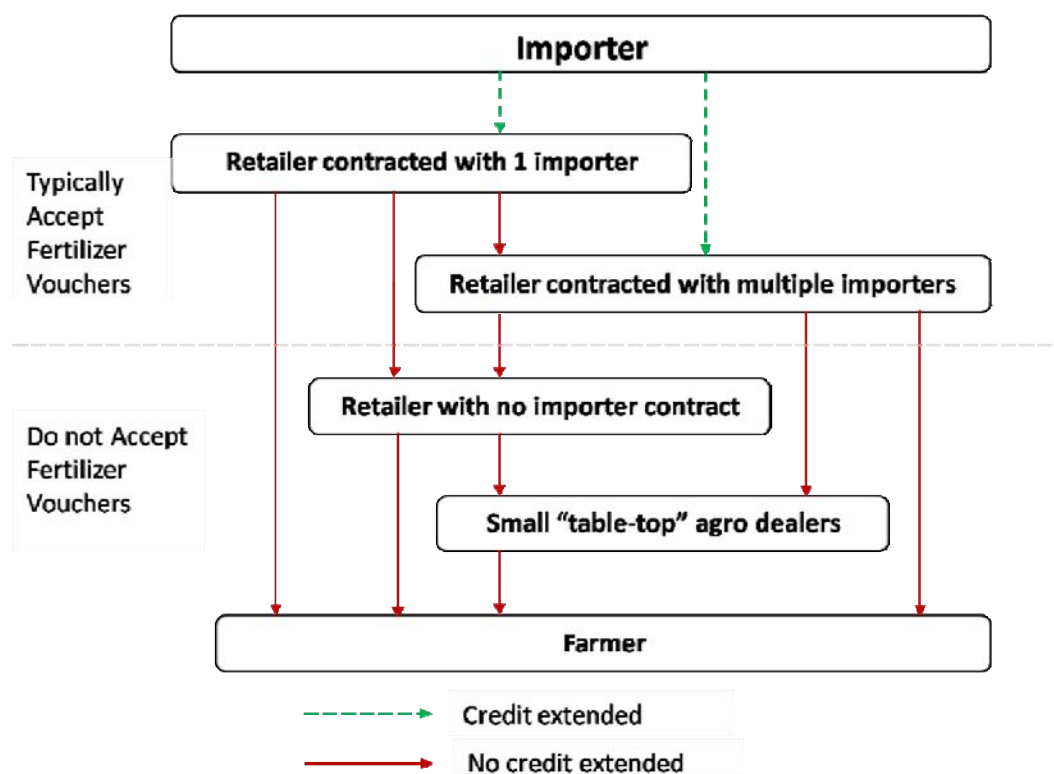 Importer
Retailer contracted with 1 importer
Typically
Accept
Fertilizer
Vouchers
Retailer contracted with multiple importers
Retailer with no importer contract
Do not Accept
Fertilizer
Vouchers
Small “table-top” agro dealers
Farmer
Credit extended
No credit extended